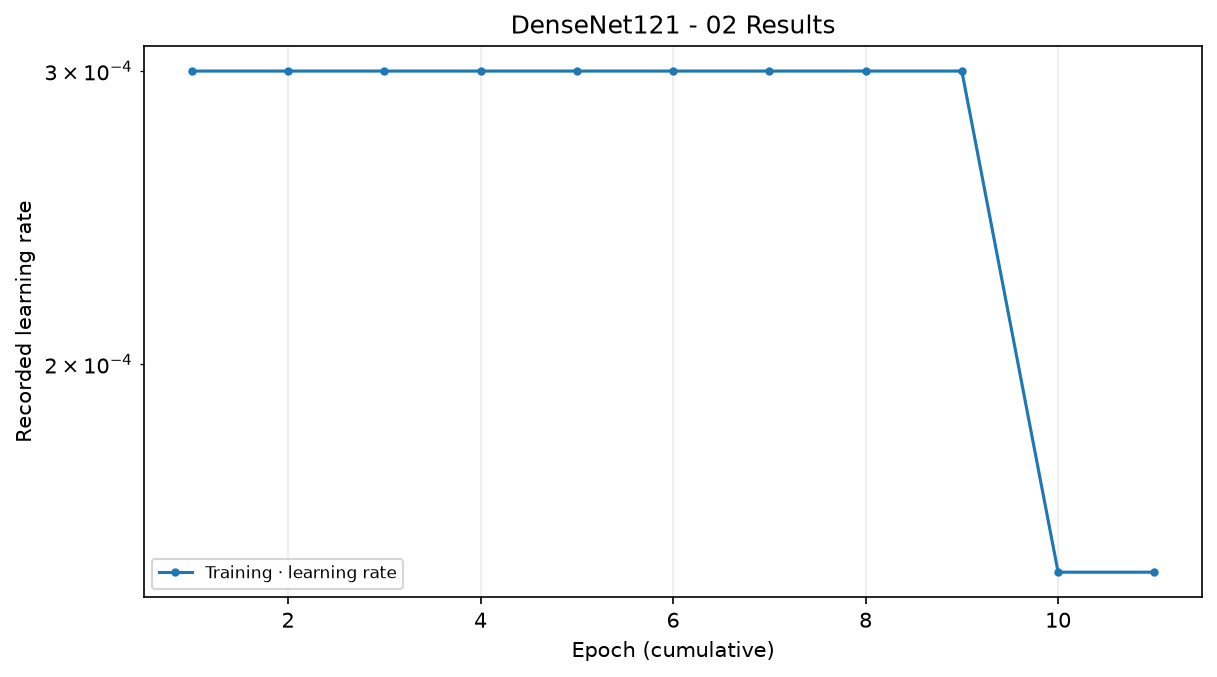 DenseNet121 - 02 Results
3 × 10⁻⁴
2 × 10⁻⁴
Recorded learning rate
Training · learning rate
2 4 6 8 10
Epoch (cumulative)